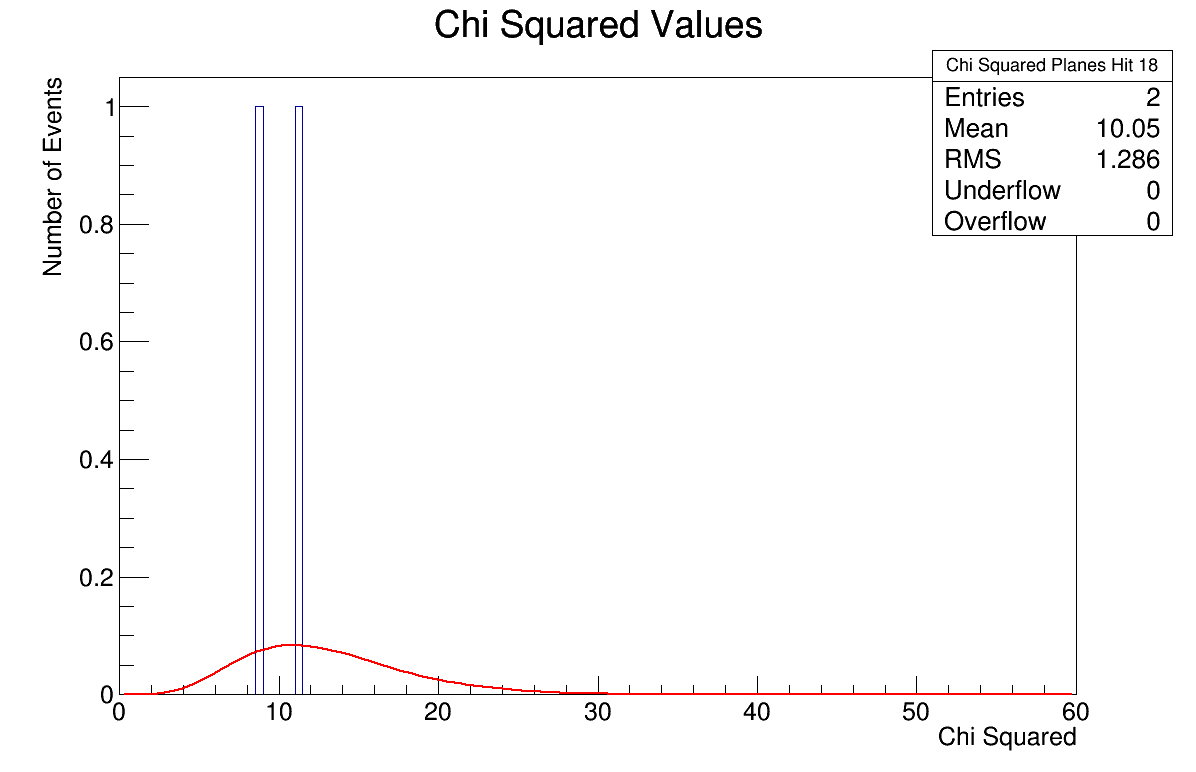 Chi Squared Values
Chi Squared Planes Hit 18
Entries 2
Mean 10.05
RMS 1.286
Underflow 0
Overflow 0
Number of Events
1
0.8
0.6
0.4
0.2
0
0 10 20 30 40 50 60
Chi Squared